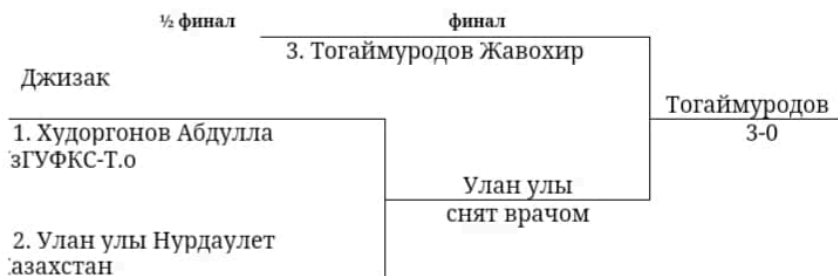 ½ финал финал
3. Тогаймуродов Жавохир
Джизак
Тогаймуродов
1. Худоргонов Абдулла
3-0
зГУФКС-Т.о
Улан улы
снят врачом
2. Улан улы Нурдаулет
азахстан